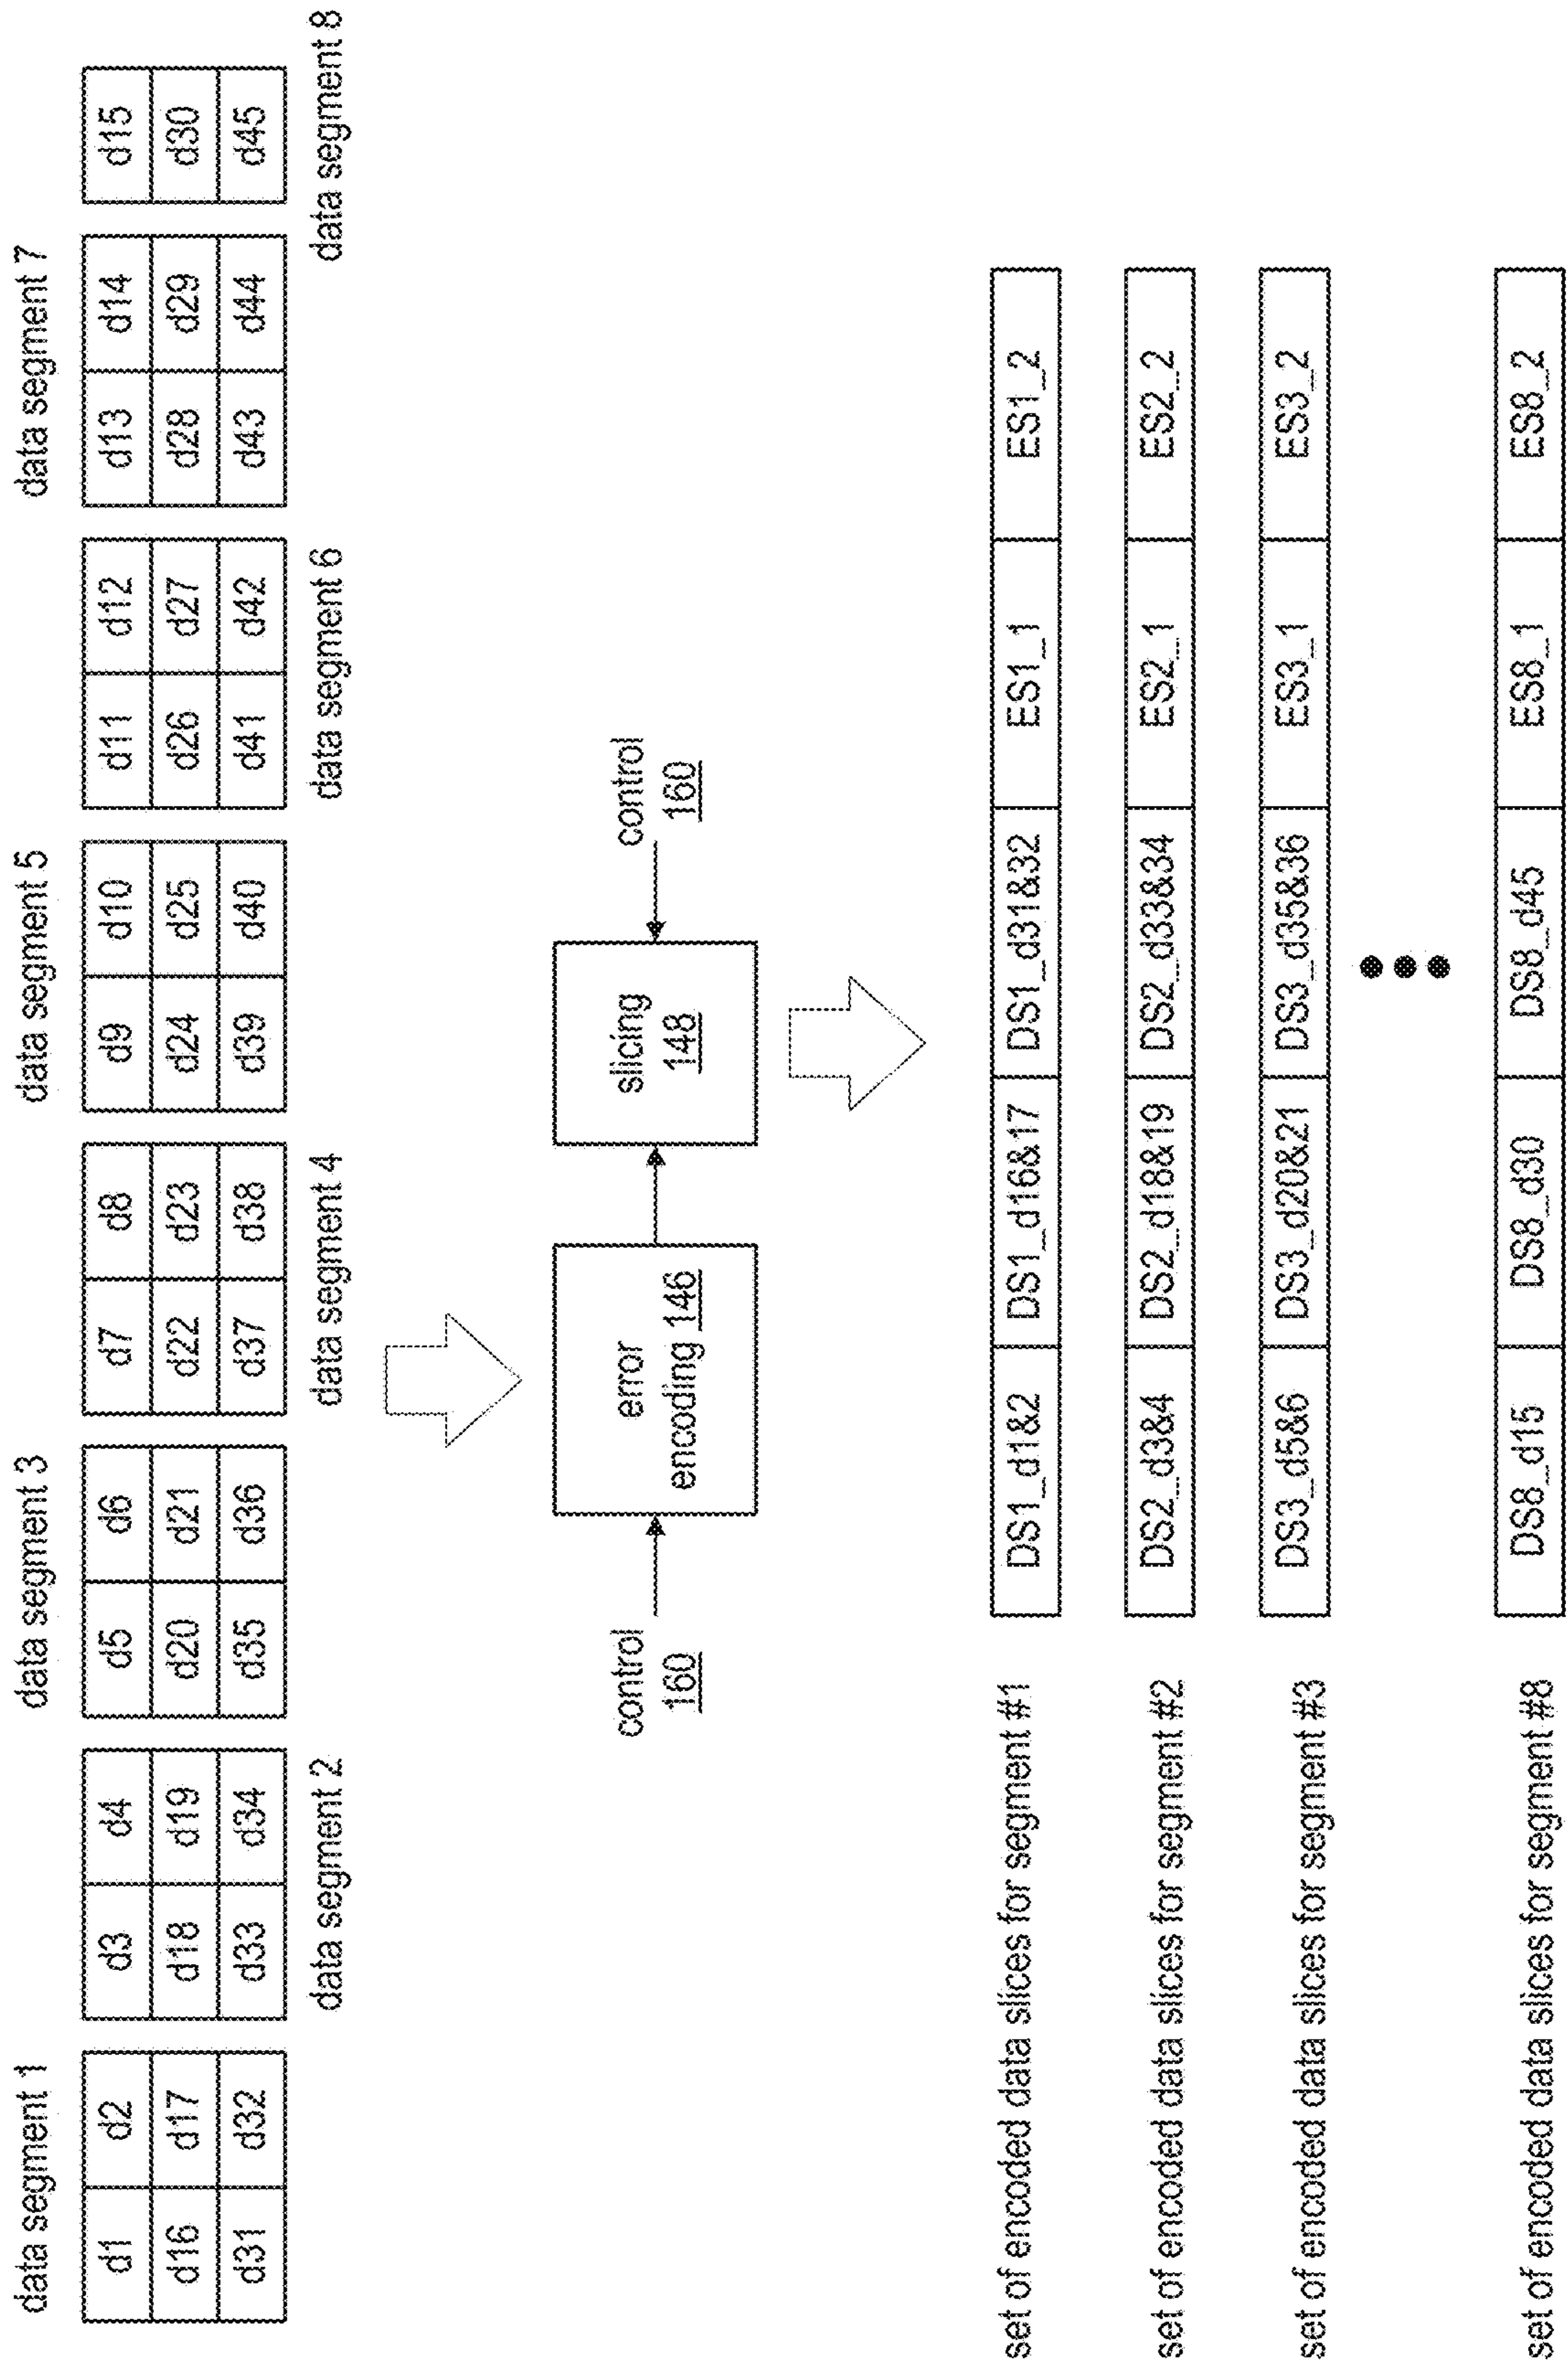 data segment 1
data segment 3
data segment 5
data segment 7
d1 d2 d3 d4 d5 d6 d7 d8 d9 d10 d11 d12 d13 d14 d15
d16 d17 d18 d19 d20 d21 d22 d23 d24 d25 d26 d27 d28 d29 d30
d31 d32 d33 d34 d35 d36 d37 d38 d39 d40 d41 d42 d43 d44 d45
data segment 2
data segment 4
data segment 6
data segment 8
control
160
error
encoding 146
slicing
148
control
160
set of encoded data slices for segment #1
DS1_d1&2 DS1_d16&17 DS1_d31&32 ES1_1 ES1_2
set of encoded data slices for segment #2
DS2_d3&4 DS2_d18&19 DS2_d33&34 ES2_1 ES2_2
set of encoded data slices for segment #3
DS3_d5&6 DS3_d20&21 DS3_d35&36 ES3_1 ES3_2
set of encoded data slices for segment #8
DS8_d15 DS8_d30 DS8_d45 ES8_1 ES8_2